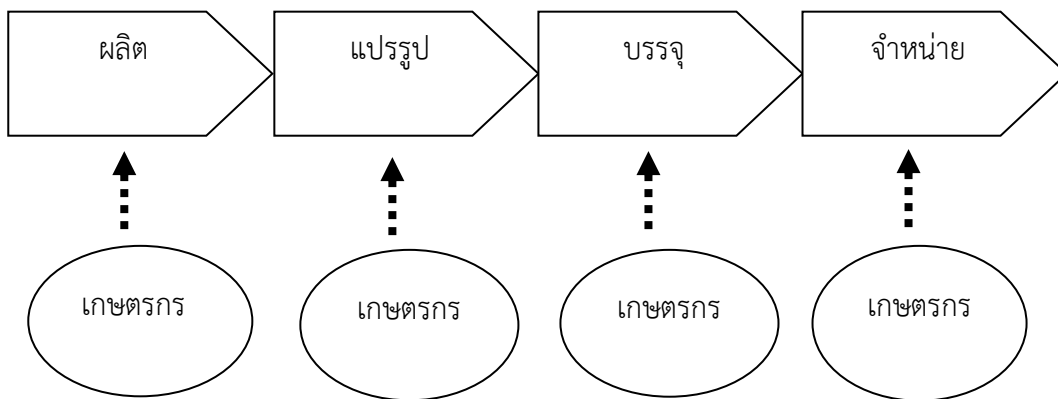 ผลิต
แปรรูป
บรรจุ
จำหน่าย
เกษตรกร
เกษตรกร
เกษตรกร
เกษตรกร